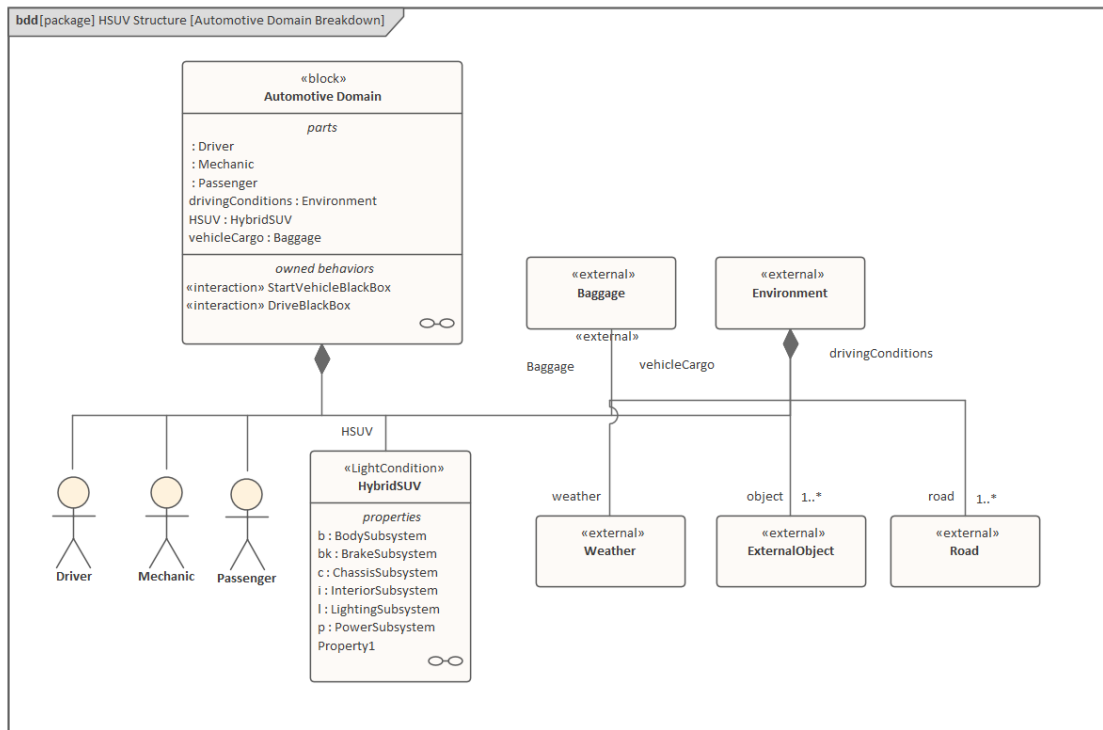 bdd [package] HSUV Structure [Automotive Domain Breakdown]
«block»
Automotive Domain
parts
: Driver
: Mechanic
: Passenger
drivingConditions : Environment
HSUV : HybridSUV
vehicleCargo : Baggage
owned behaviors
«interaction» StartVehicleBlackBox
«interaction» DriveBlackBox
«external»
Baggage
«external»
Environment
«external»
Baggage
vehicleCargo
drivingConditions
HSUV
Driver
Mechanic
Passenger
«LightCondition»
HybridSUV
properties
b : BodySubsystem
bk : BrakeSubsystem
c : ChassisSubsystem
i : InteriorSubsystem
l : LightingSubsystem
p : PowerSubsystem
Property1
weather
object
1..*
road
1..*
«external»
Weather
«external»
ExternalObject
«external»
Road